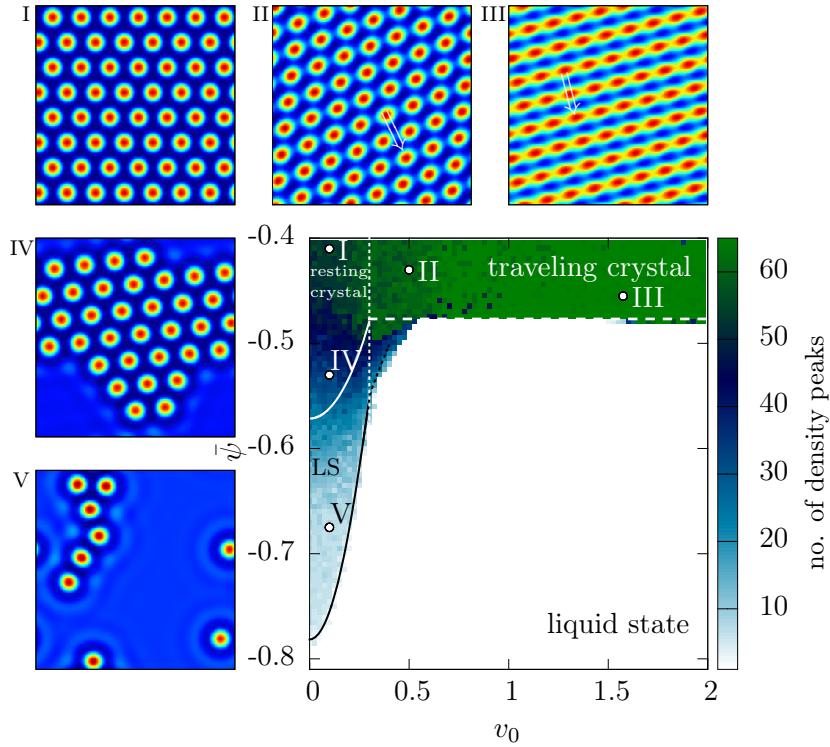 I
II
III
IV
V
-0.4
-0.5
-0.6
-0.7
-0.8
ψ̄
I
resting
crystal
II
traveling crystal
III
IV
LS
V
liquid state
0
0.5
1
1.5
2
v₀
60
50
40
30
20
10
no. of density peaks